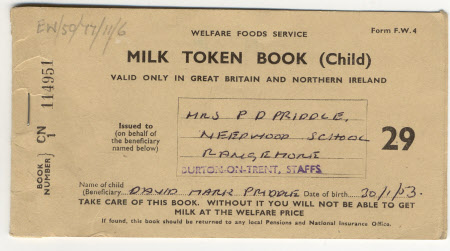 EW/50/77/11/6
WELFARE FOODS SERVICE
Form F.W.4
MILK TOKEN BOOK (Child)
VALID ONLY IN GREAT BRITAIN AND NORTHERN IRELAND
BOOK NUMBER } CN 1 114951
Issued to
(on behalf of
the beneficiary
named below)
MRS P D PRIDDLE,
NEEDWOOD SCHOOL
RANGEMORE
BURTON-ON-TRENT, STAFFS.
29
Name of child
(Beneficiary) DAVID MARK PRIDDLE Date of birth 30/1/53.
TAKE CARE OF THIS BOOK. WITHOUT IT YOU WILL NOT BE ABLE TO GET
MILK AT THE WELFARE PRICE
If found, this book should be returned to any local Pensions and National Insurance Office.